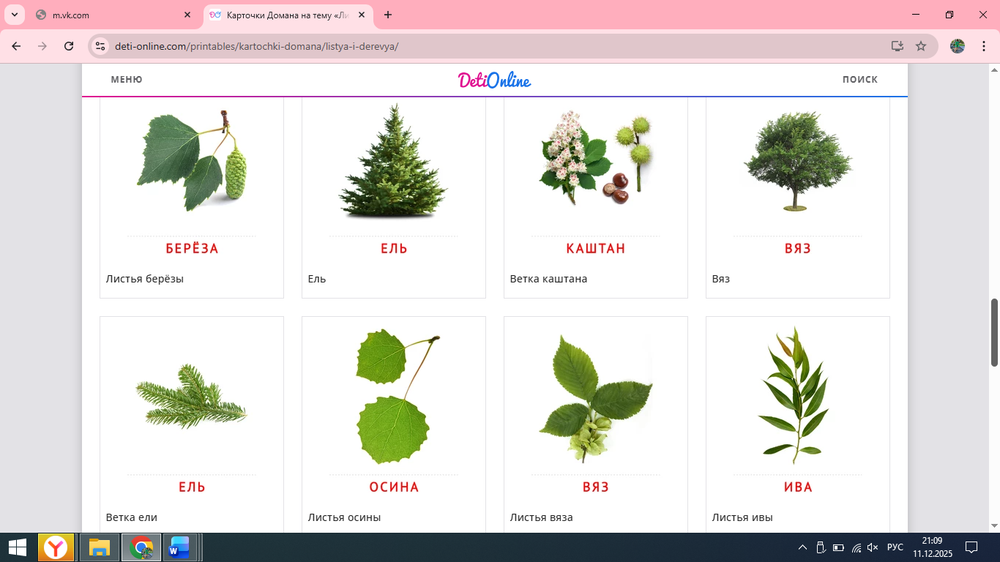 m.vk.com
Карточки Домана на тему «Ли
deti-online.com/printables/kartochki-domana/listya-i-derevya/
МЕНЮ
DetiOnline
ПОИСК
БЕРЁЗА
ЕЛЬ
КАШТАН
ВЯЗ
Листья берёзы
Ель
Ветка каштана
Вяз
ЕЛЬ
ОСИНА
ВЯЗ
ИВА
Ветка ели
Листья осины
Листья вяза
Листья ивы
РУС
21:09
11.12.2025